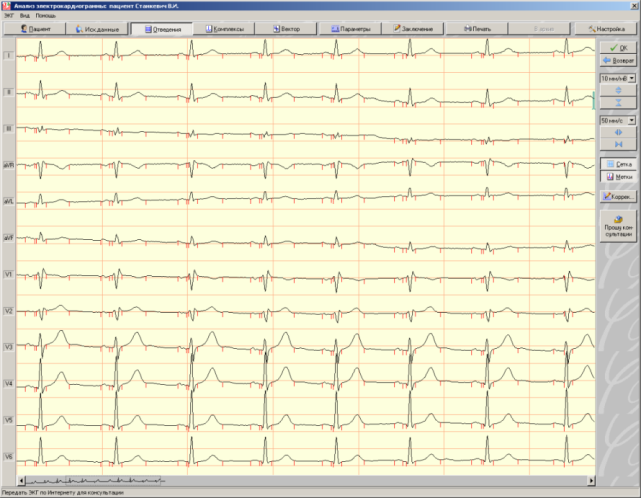 Анализ электрокардиограммы: пациент Станкевич В.И.
ЭКГ Вид Помощь
Пациент Исх.данные Отведения Комплексы Вектор Параметры Заключение Печать Настройка
I
II
III
aVR
aVL
aVF
V1
V2
V3
V4
V5
V6
OK
Возврат
10 мм/мВ
50 мм/с
Сетка
Метки
Коррек.
Прошу кон
сультации
Передать ЭКГ по Интернету для консультации